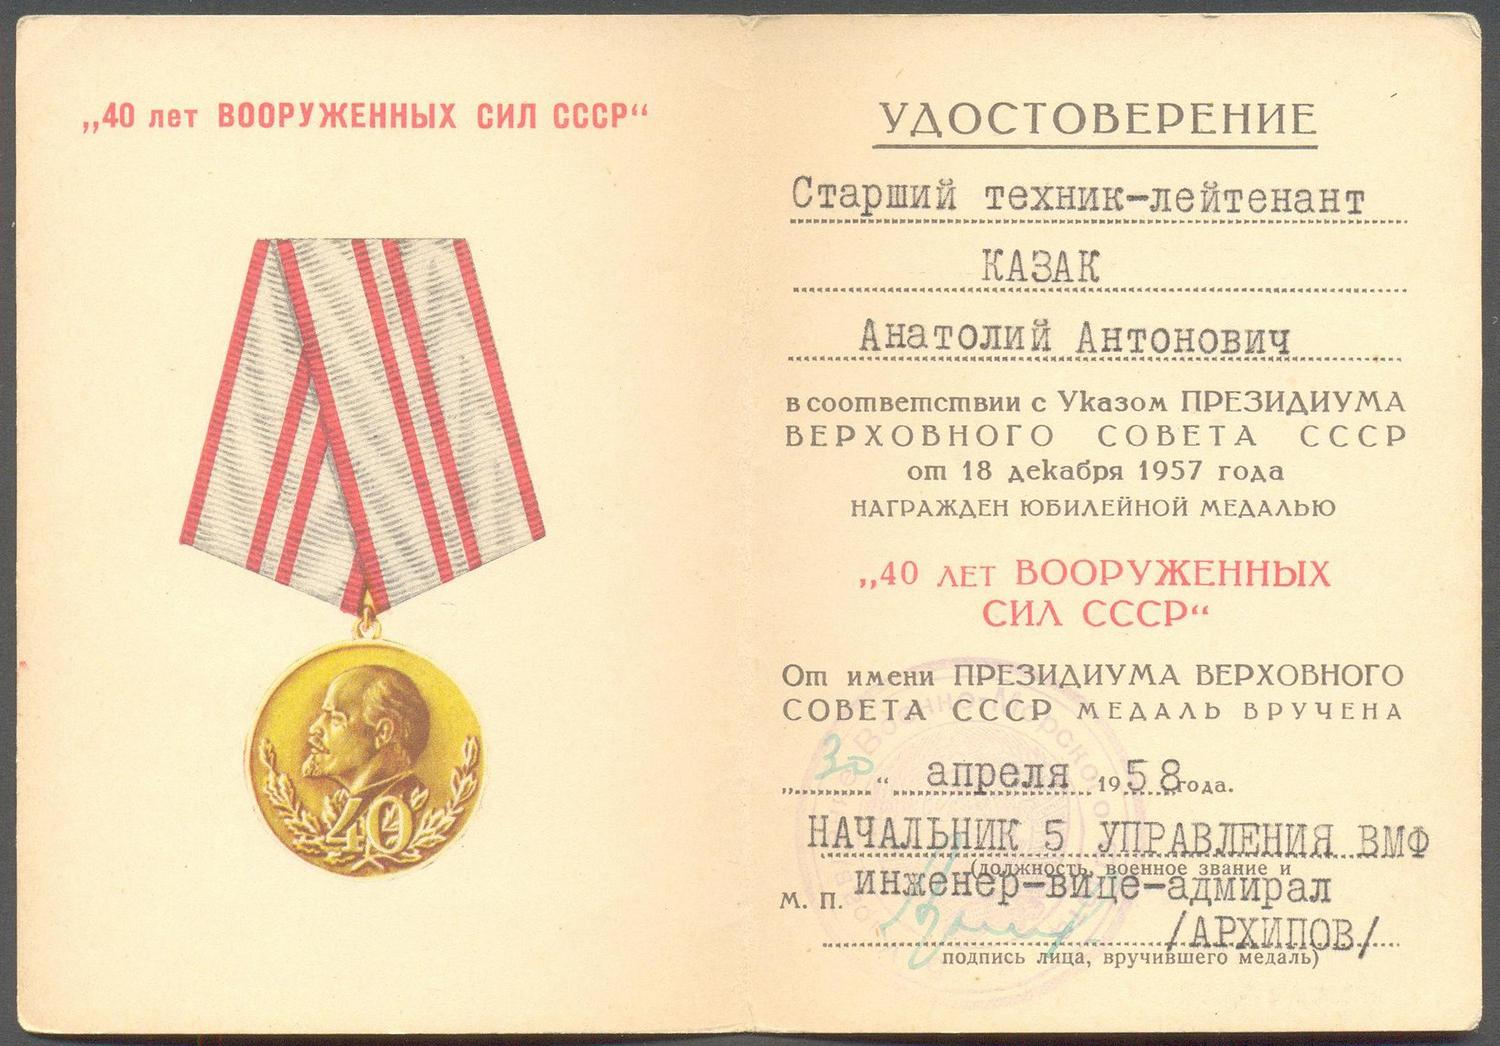 „40 лет ВООРУЖЕННЫХ СИЛ СССР“
40
УДОСТОВЕРЕНИЕ
Старший техник-лейтенант
КАЗАК
Анатолий Антонович
в соответствии с Указом ПРЕЗИДИУМА
ВЕРХОВНОГО СОВЕТА СССР
от 18 декабря 1957 года
НАГРАЖДЕН ЮБИЛЕЙНОЙ МЕДАЛЬЮ
„40 ЛЕТ ВООРУЖЕННЫХ
СИЛ СССР“
От имени ПРЕЗИДИУМА ВЕРХОВНОГО
СОВЕТА СССР МЕДАЛЬ ВРУЧЕНА
„30“ апреля 1958 года.
НАЧАЛЬНИК 5 УПРАВЛЕНИЯ ВМФ
(должность, военное звание и
М. П. инженер-вице-адмирал
/АРХИПОВ/
подпись лица, вручившего медаль)
Военно-Морского